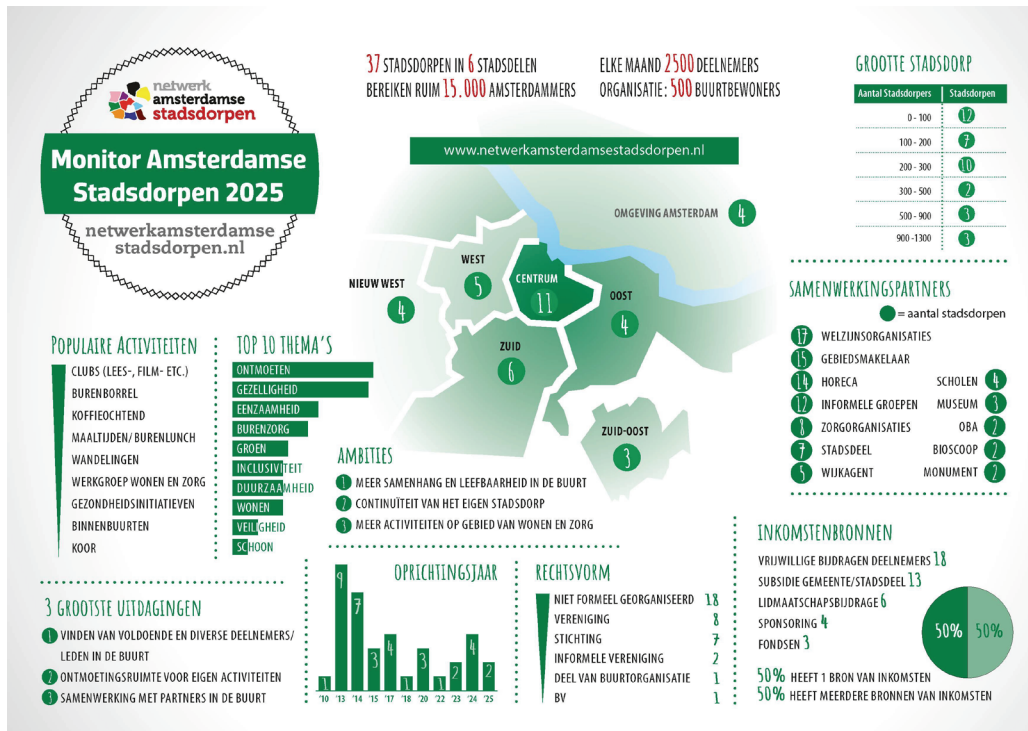 netwerk
amsterdamse
stadsdorpen
Monitor Amsterdamse
Stadsdorpen 2025
netwerkamsterdamse
stadsdorpen.nl
37 STADSDORPEN IN 6 STADSDELEN
BEREIKEN RUIM 15.000 AMSTERDAMMERS
ELKE MAAND 2500 DEELNEMERS
ORGANISATIE: 500 BUURTBEWONERS
www.netwerkamsterdamsestadsdorpen.nl
OMGEVING AMSTERDAM 4
WEST
5
CENTRUM
11
NIEUW WEST
4
OOST
4
ZUID
6
ZUID-OOST
3
GROOTTE STADSDORP
Aantal Stadsdorpers Stadsdorpen
0 - 100 12
100 - 200 7
200 - 300 10
300 - 500 2
500 - 900 3
900 -1300 3
SAMENWERKINGSPARTNERS
= aantal stadsdorpen
17 WELZIJNSORGANISATIES
15 GEBIEDSMAKELAAR
14 HORECA
12 INFORMELE GROEPEN
8 ZORGORGANISATIES
7 STADSDEEL
5 WIJKAGENT
SCHOLEN 4
MUSEUM 3
OBA 2
BIOSCOOP 2
MONUMENT 2
POPULAIRE ACTIVITEITEN
CLUBS (LEES-, FILM- ETC.)
BURENBORREL
KOFFIEOCHTEND
MAALTIJDEN/ BURENLUNCH
WANDELINGEN
WERKGROEP WONEN EN ZORG
GEZONDHEIDSINITIATIEVEN
BINNENBUURTEN
KOOR
TOP 10 THEMA'S
ONTMOETEN
GEZELLIGHEID
EENZAAMHEID
BURENZORG
GROEN
INCLUSIVITEIT
DUURZAAMHEID
WONEN
VEILIGHEID
SCHOON
AMBITIES
1 MEER SAMENHANG EN LEEFBAARHEID IN DE BUURT
2 CONTINUÏTEIT VAN HET EIGEN STADSDORP
3 MEER ACTIVITEITEN OP GEBIED VAN WONEN EN ZORG
3 GROOTSTE UITDAGINGEN
1 VINDEN VAN VOLDOENDE EN DIVERSE DEELNEMERS/
LEDEN IN DE BUURT
2 ONTMOETINGSRUIMTE VOOR EIGEN ACTIVITEITEN
3 SAMENWERKING MET PARTNERS IN DE BUURT
OPRICHTINGSJAAR
1 9 7 3 4 1 3 1 2 4 2
'10 '13 '14 '15 '17 '18 '20 '22 '23 '24 '25
RECHTSVORM
NIET FORMEEL GEORGANISEERD 18
VERENIGING 8
STICHTING 7
INFORMELE VERENIGING 2
DEEL VAN BUURTORGANISATIE 1
BV 1
INKOMSTENBRONNEN
VRIJWILLIGE BIJDRAGEN DEELNEMERS 18
SUBSIDIE GEMEENTE/STADSDEEL 13
LIDMAATSCHAPSBIJDRAGE 6
SPONSORING 4
FONDSEN 3
50% 50%
50% HEEFT 1 BRON VAN INKOMSTEN
50% HEEFT MEERDERE BRONNEN VAN INKOMSTEN